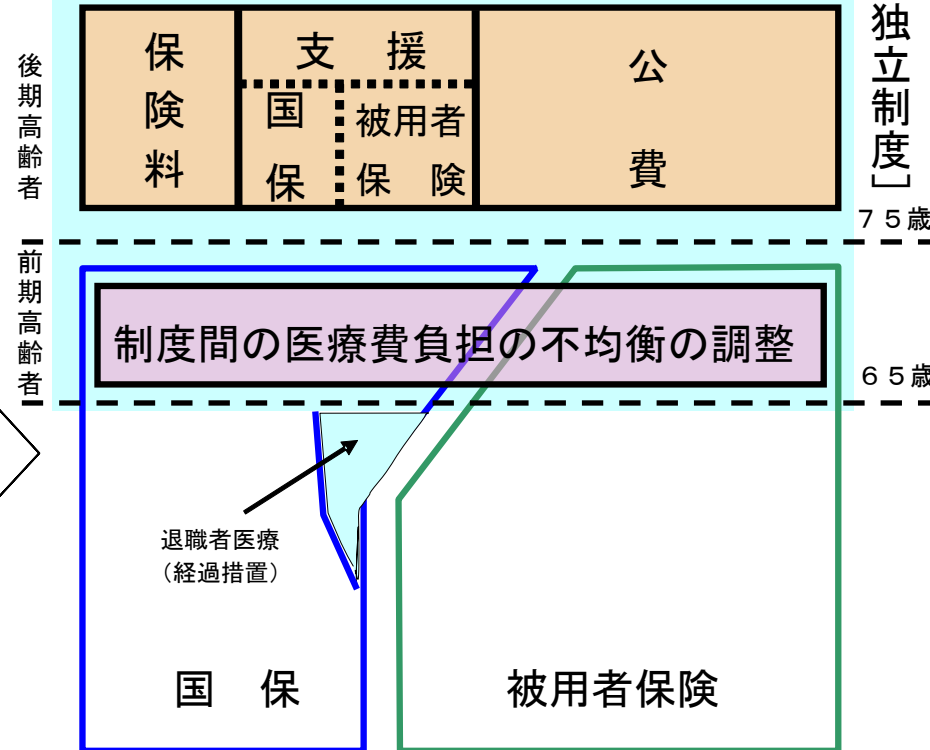 後期高齢者
保険料
支　援
国保
被用者
保　険
公費
独立制度］
７５歳
前期高齢者
制度間の医療費負担の不均衡の調整
６５歳
退職者医療
（経過措置）
国　保
被用者保険